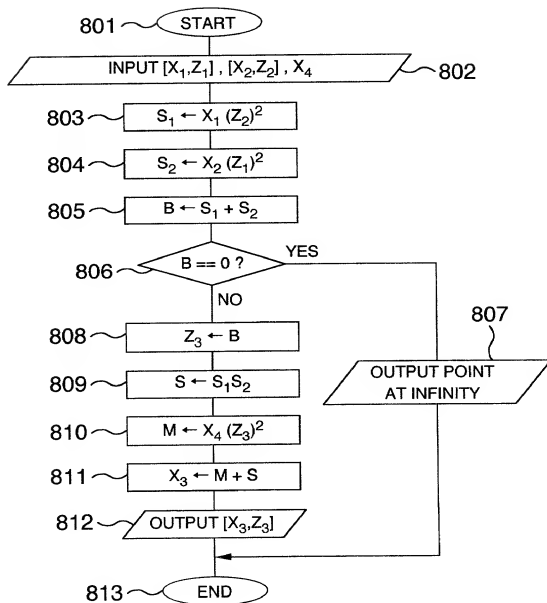 801 START
INPUT [X₁,Z₁] , [X₂,Z₂] , X₄ 802
803 S₁ ← X₁ (Z₂)²
804 S₂ ← X₂ (Z₁)²
805 B ← S₁ + S₂
806 B == 0 ? YES
NO
807
808 Z₃ ← B
OUTPUT POINT
AT INFINITY
809 S ← S₁S₂
810 M ← X₄ (Z₃)²
811 X₃ ← M + S
812 OUTPUT [X₃,Z₃]
813 END